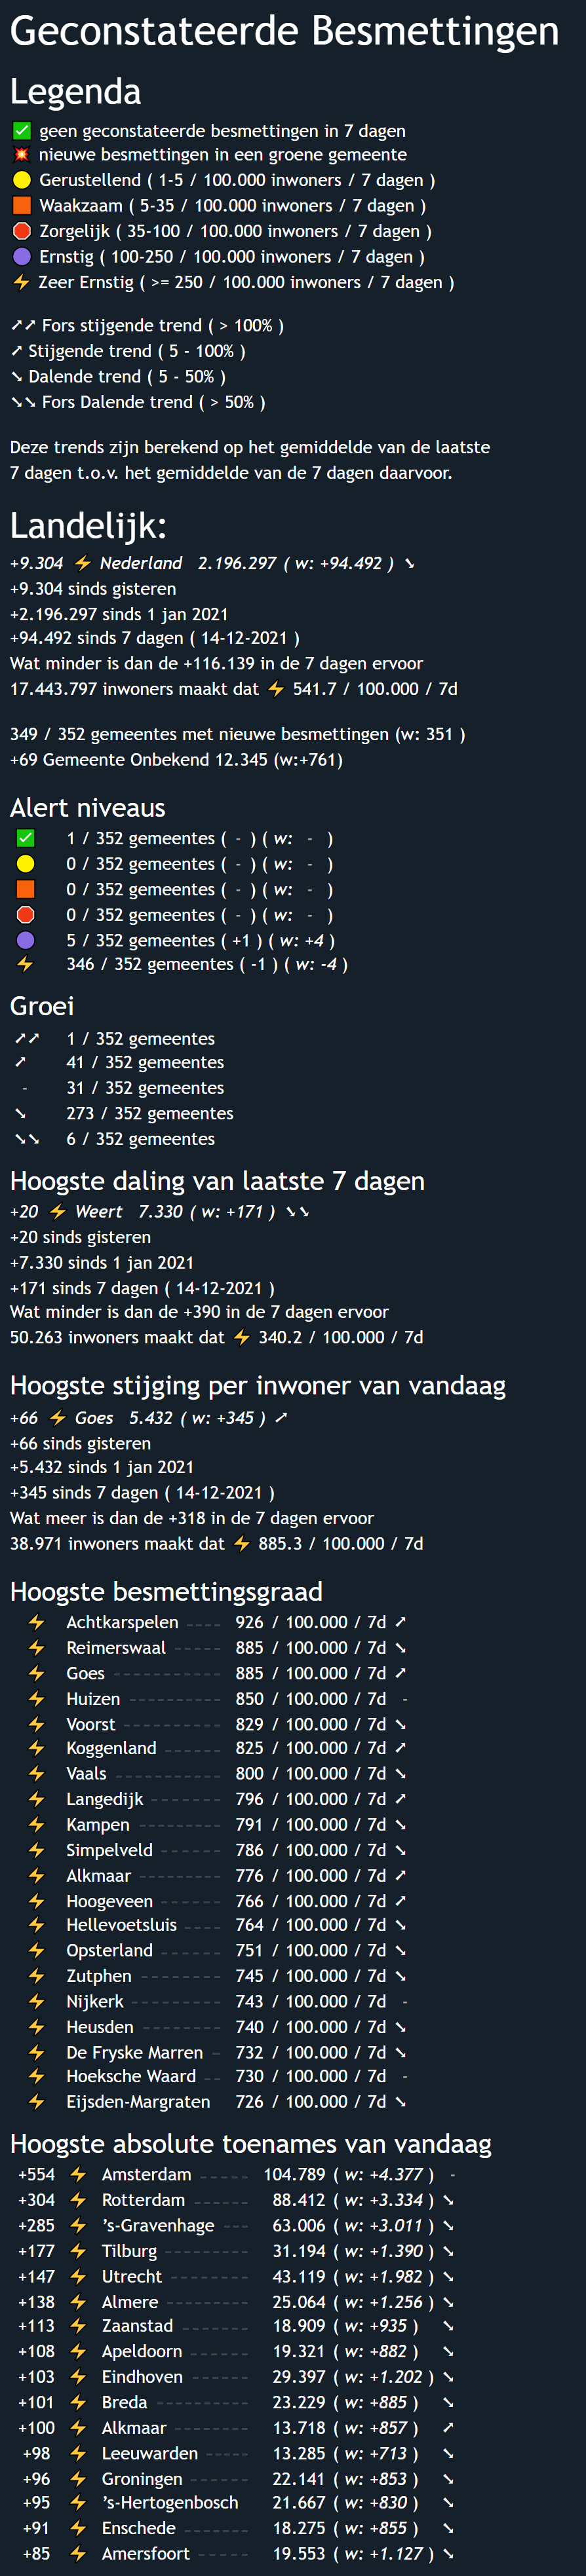 Geconstateerde Besmettingen
Legenda
✅ geen geconstateerde besmettingen in 7 dagen
💥 nieuwe besmettingen in een groene gemeente
🟡 Gerustellend ( 1-5 / 100.000 inwoners / 7 dagen )
🟧 Waakzaam ( 5-35 / 100.000 inwoners / 7 dagen )
🛑 Zorgelijk ( 35-100 / 100.000 inwoners / 7 dagen )
🟣 Ernstig ( 100-250 / 100.000 inwoners / 7 dagen )
⚡ Zeer Ernstig ( >= 250 / 100.000 inwoners / 7 dagen )
➚➚ Fors stijgende trend ( > 100% )
➚ Stijgende trend ( 5 - 100% )
➘ Dalende trend ( 5 - 50% )
➘➘ Fors Dalende trend ( > 50% )
Deze trends zijn berekend op het gemiddelde van de laatste
7 dagen t.o.v. het gemiddelde van de 7 dagen daarvoor.
Landelijk:
+9.304 ⚡ Nederland 2.196.297 ( w: +94.492 ) ➘
+9.304 sinds gisteren
+2.196.297 sinds 1 jan 2021
+94.492 sinds 7 dagen ( 14-12-2021 )
Wat minder is dan de +116.139 in de 7 dagen ervoor
17.443.797 inwoners maakt dat ⚡ 541.7 / 100.000 / 7d
349 / 352 gemeentes met nieuwe besmettingen (w: 351 )
+69 Gemeente Onbekend 12.345 (w:+761)
Alert niveaus
✅ 1 / 352 gemeentes ( - ) ( w: - )
🟡 0 / 352 gemeentes ( - ) ( w: - )
🟧 0 / 352 gemeentes ( - ) ( w: - )
🛑 0 / 352 gemeentes ( - ) ( w: - )
🟣 5 / 352 gemeentes ( +1 ) ( w: +4 )
⚡ 346 / 352 gemeentes ( -1 ) ( w: -4 )
Groei
➚➚ 1 / 352 gemeentes
➚ 41 / 352 gemeentes
- 31 / 352 gemeentes
➘ 273 / 352 gemeentes
➘➘ 6 / 352 gemeentes
Hoogste daling van laatste 7 dagen
+20 ⚡ Weert 7.330 ( w: +171 ) ➘➘
+20 sinds gisteren
+7.330 sinds 1 jan 2021
+171 sinds 7 dagen ( 14-12-2021 )
Wat minder is dan de +390 in de 7 dagen ervoor
50.263 inwoners maakt dat ⚡ 340.2 / 100.000 / 7d
Hoogste stijging per inwoner van vandaag
+66 ⚡ Goes 5.432 ( w: +345 ) ➚
+66 sinds gisteren
+5.432 sinds 1 jan 2021
+345 sinds 7 dagen ( 14-12-2021 )
Wat meer is dan de +318 in de 7 dagen ervoor
38.971 inwoners maakt dat ⚡ 885.3 / 100.000 / 7d
Hoogste besmettingsgraad
⚡ Achtkarspelen ---- 926 / 100.000 / 7d ➚
⚡ Reimerswaal ----- 885 / 100.000 / 7d ➘
⚡ Goes ------------ 885 / 100.000 / 7d ➚
⚡ Huizen ---------- 850 / 100.000 / 7d -
⚡ Voorst ---------- 829 / 100.000 / 7d ➘
⚡ Koggenland ------ 825 / 100.000 / 7d ➚
⚡ Vaals ----------- 800 / 100.000 / 7d ➘
⚡ Langedijk ------- 796 / 100.000 / 7d ➚
⚡ Kampen --------- 791 / 100.000 / 7d ➘
⚡ Simpelveld ------ 786 / 100.000 / 7d ➘
⚡ Alkmaar --------- 776 / 100.000 / 7d ➚
⚡ Hoogeveen ------ 766 / 100.000 / 7d ➚
⚡ Hellevoetsluis ---- 764 / 100.000 / 7d ➘
⚡ Opsterland ------ 751 / 100.000 / 7d ➘
⚡ Zutphen --------- 745 / 100.000 / 7d ➘
⚡ Nijkerk ---------- 743 / 100.000 / 7d -
⚡ Heusden -------- 740 / 100.000 / 7d ➘
⚡ De Fryske Marren - 732 / 100.000 / 7d ➘
⚡ Hoeksche Waard -- 730 / 100.000 / 7d -
⚡ Eijsden-Margraten 726 / 100.000 / 7d ➘
Hoogste absolute toenames van vandaag
+554 ⚡ Amsterdam ----- 104.789 ( w: +4.377 ) -
+304 ⚡ Rotterdam ------ 88.412 ( w: +3.334 ) ➘
+285 ⚡ 's-Gravenhage --- 63.006 ( w: +3.011 ) ➘
+177 ⚡ Tilburg --------- 31.194 ( w: +1.390 ) ➘
+147 ⚡ Utrecht --------- 43.119 ( w: +1.982 ) ➘
+138 ⚡ Almere --------- 25.064 ( w: +1.256 ) ➘
+113 ⚡ Zaanstad ------- 18.909 ( w: +935 ) ➘
+108 ⚡ Apeldoorn ------ 19.321 ( w: +882 ) ➘
+103 ⚡ Eindhoven ------ 29.397 ( w: +1.202 ) ➘
+101 ⚡ Breda ---------- 23.229 ( w: +885 ) ➘
+100 ⚡ Alkmaar -------- 13.718 ( w: +857 ) ➚
+98 ⚡ Leeuwarden ----- 13.285 ( w: +713 ) ➘
+96 ⚡ Groningen ------ 22.141 ( w: +853 ) ➘
+95 ⚡ 's-Hertogenbosch 21.667 ( w: +830 ) ➘
+91 ⚡ Enschede ------- 18.275 ( w: +855 ) ➘
+85 ⚡ Amersfoort ----- 19.553 ( w: +1.127 ) ➘